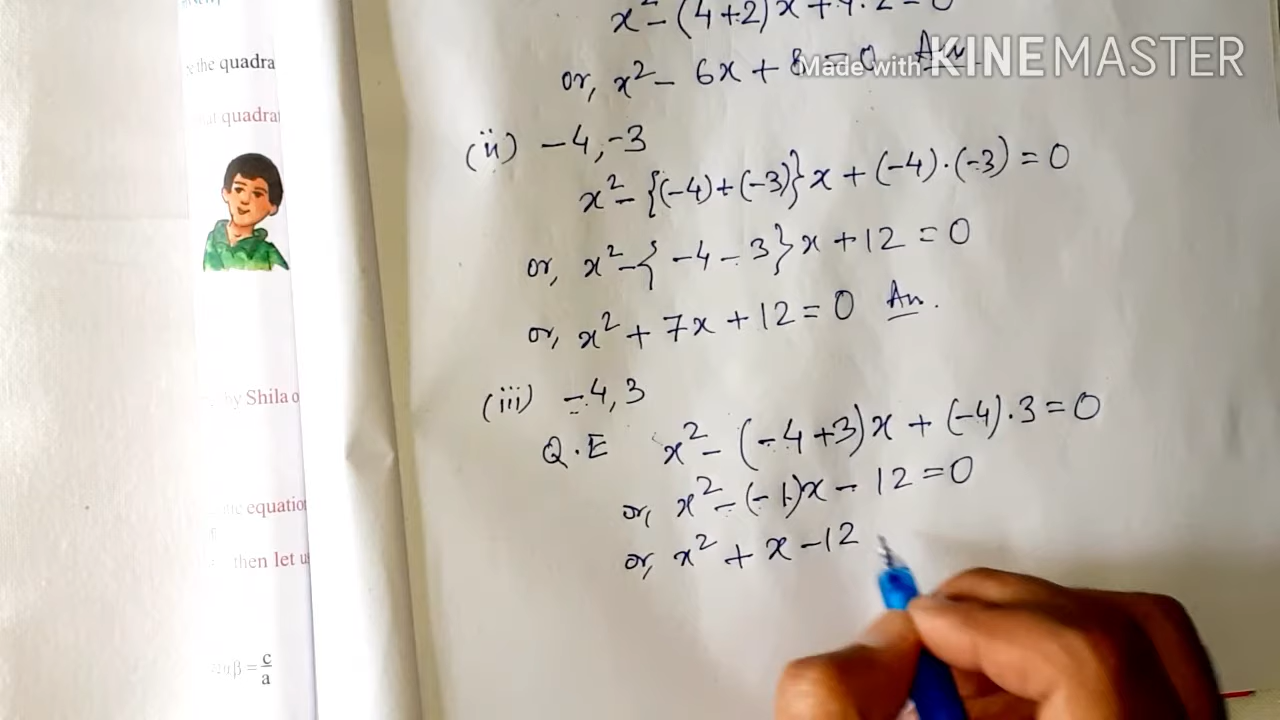 x² - (4+2)x + 4·2 = 0
or, x² - 6x + 8 = 0 An
Made with KINEMASTER
(ii) -4, -3
x² - {(-4)+(-3)}x + (-4)·(-3) = 0
or, x² - {-4-3}x + 12 = 0
or, x² + 7x + 12 = 0 An.
(iii) -4, 3
Q.E x² - (-4+3)x + (-4)·3 = 0
or, x² - (-1)x - 12 = 0
or, x² + x - 12
the quadra
quadra
by Shila o
equation
then let u
β = c/a